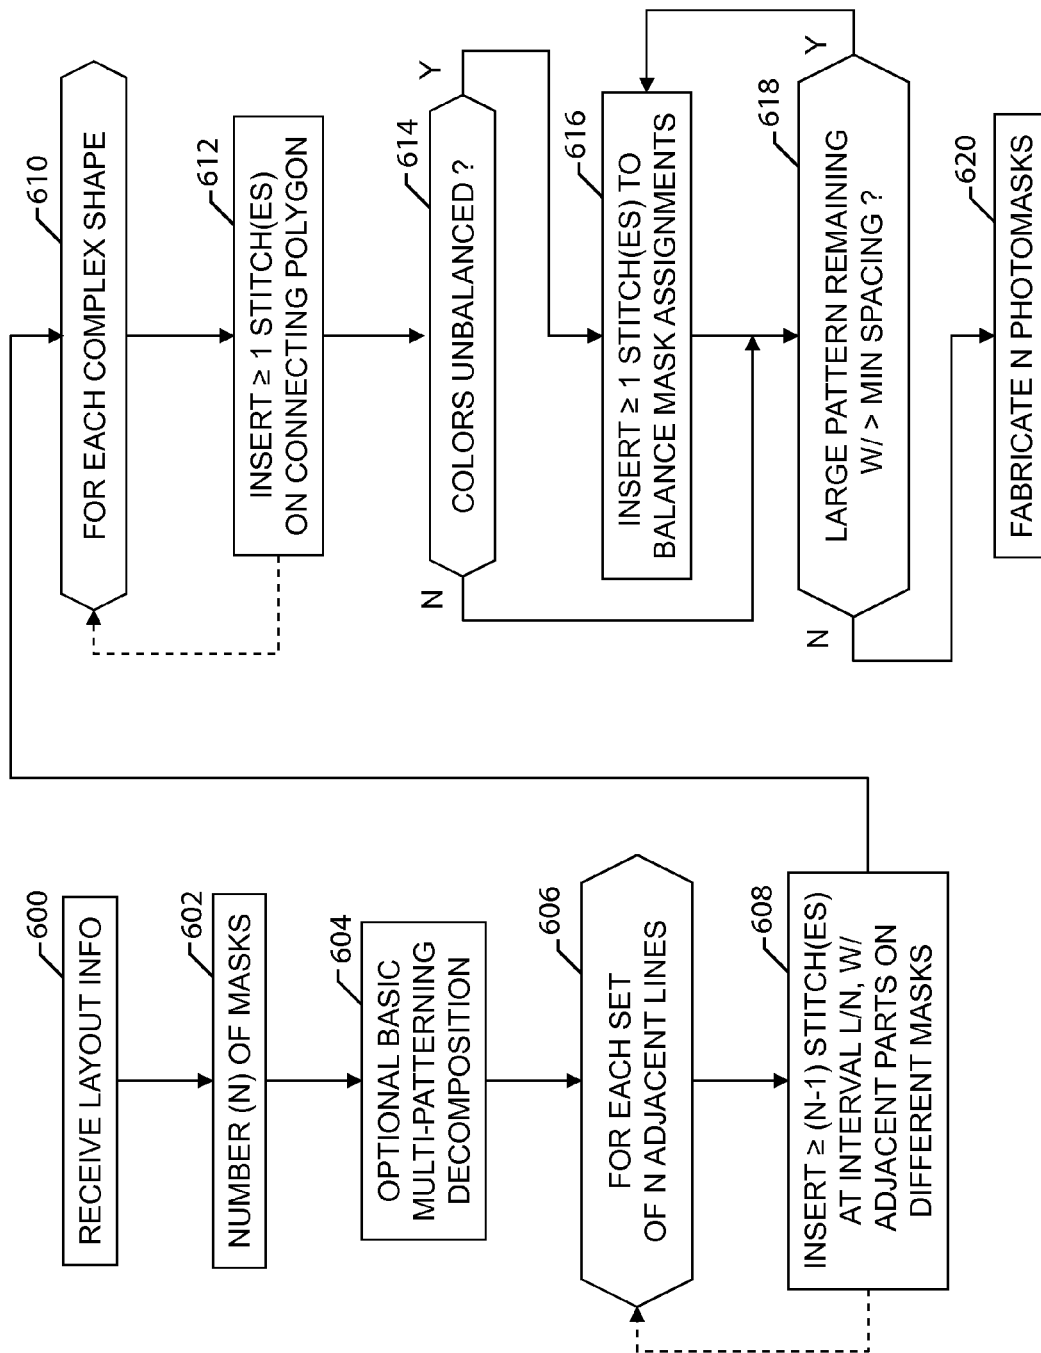 600
RECEIVE LAYOUT INFO
602
NUMBER (N) OF MASKS
604
OPTIONAL BASIC
MULTI-PATTERNING
DECOMPOSITION
606
FOR EACH SET
OF N ADJACENT LINES
608
INSERT ≥ (N-1) STITCH(ES)
AT INTERVAL L/N, W/
ADJACENT PARTS ON
DIFFERENT MASKS
610
FOR EACH COMPLEX SHAPE
612
INSERT ≥ 1 STITCH(ES)
ON CONNECTING POLYGON
614
COLORS UNBALANCED ?
N
Y
616
INSERT ≥ 1 STITCH(ES) TO
BALANCE MASK ASSIGNMENTS
618
LARGE PATTERN REMAINING
W/ > MIN SPACING ?
N
Y
620
FABRICATE N PHOTOMASKS